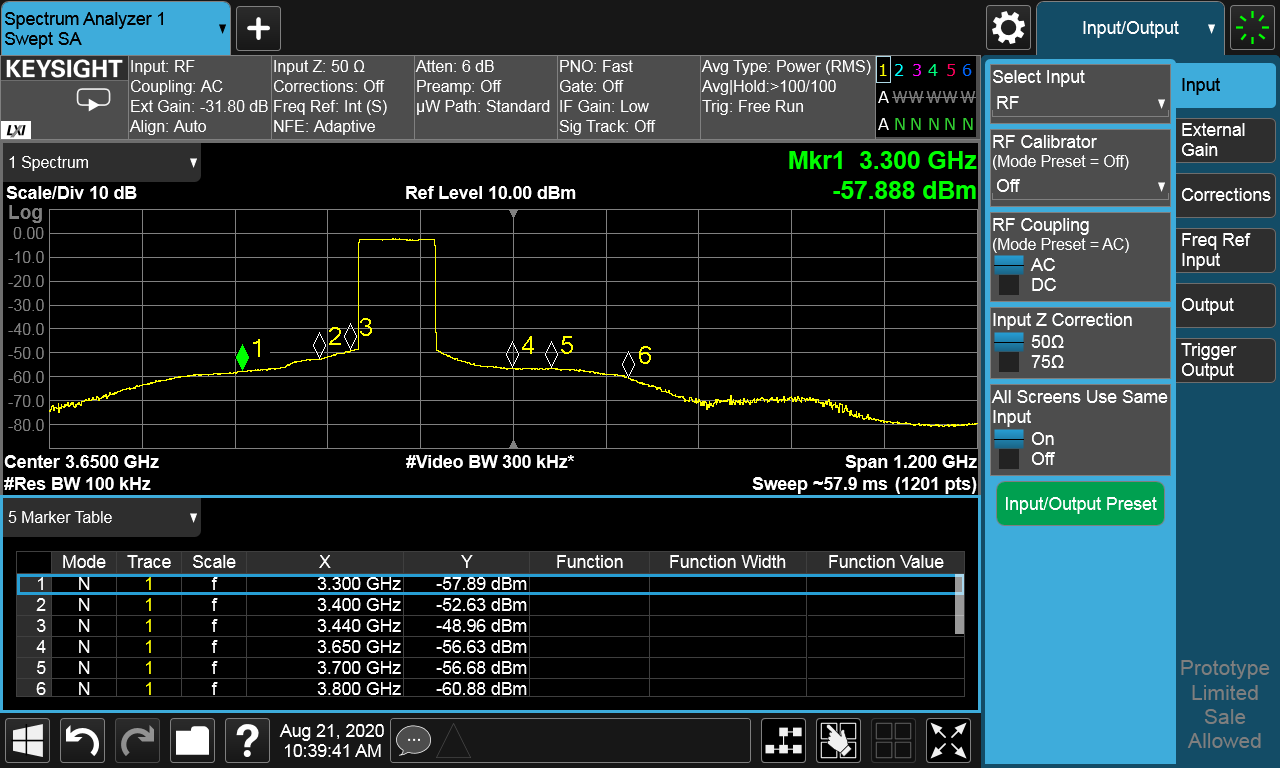 Spectrum Analyzer 1
Swept SA
Input/Output
KEYSIGHT
LXI
Input: RF
Coupling: AC
Ext Gain: -31.80 dB
Align: Auto
Input Z: 50 Ω
Corrections: Off
Freq Ref: Int (S)
NFE: Adaptive
Atten: 6 dB
Preamp: Off
µW Path: Standard
PNO: Fast
Gate: Off
IF Gain: Low
Sig Track: Off
Avg Type: Power (RMS)
Avg|Hold:>100/100
Trig: Free Run
1 2 3 4 5 6
A W W W W W
A N N N N N
1 Spectrum
Mkr1 3.300 GHz
-57.888 dBm
Scale/Div 10 dB
Ref Level 10.00 dBm
Log
0.00
-10.0
-20.0
-30.0
-40.0
-50.0
-60.0
-70.0
-80.0
1
2
3
4
5
6
Center 3.6500 GHz
#Video BW 300 kHz*
Span 1.200 GHz
#Res BW 100 kHz
Sweep ~57.9 ms (1201 pts)
5 Marker Table
Mode Trace Scale X Y Function Function Width Function Value
1 N 1 f 3.300 GHz -57.89 dBm
2 N 1 f 3.400 GHz -52.63 dBm
3 N 1 f 3.440 GHz -48.96 dBm
4 N 1 f 3.650 GHz -56.63 dBm
5 N 1 f 3.700 GHz -56.68 dBm
6 N 1 f 3.800 GHz -60.88 dBm
Select Input
RF
RF Calibrator
(Mode Preset = Off)
Off
RF Coupling
(Mode Preset = AC)
AC
DC
Input Z Correction
50Ω
75Ω
All Screens Use Same
Input
On
Off
Input/Output Preset
Input
External
Gain
Corrections
Freq Ref
Input
Output
Trigger
Output
Prototype
Limited
Sale
Allowed
?
Aug 21, 2020
10:39:41 AM